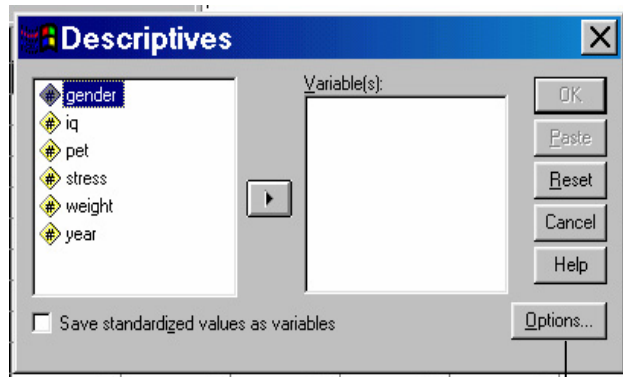 Descriptives
gender
iq
pet
stress
weight
year
Variable(s):
OK
Paste
Reset
Cancel
Help
Save standardized values as variables
Options...